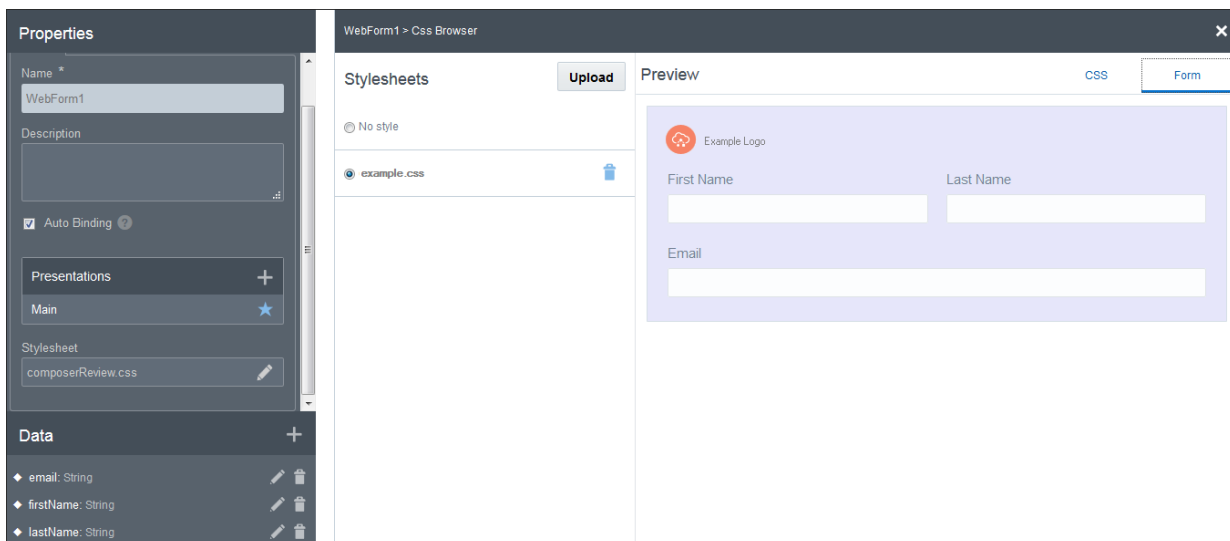 Properties
Name *
WebForm1
Description
Auto Binding ?
Presentations
Main
Stylesheet
composerReview.css
Data
email: String
firstName: String
lastName: String
WebForm1 > Css Browser
Stylesheets
Upload
No style
example.css
Preview
CSS
Form
Example Logo
First Name
Last Name
Email